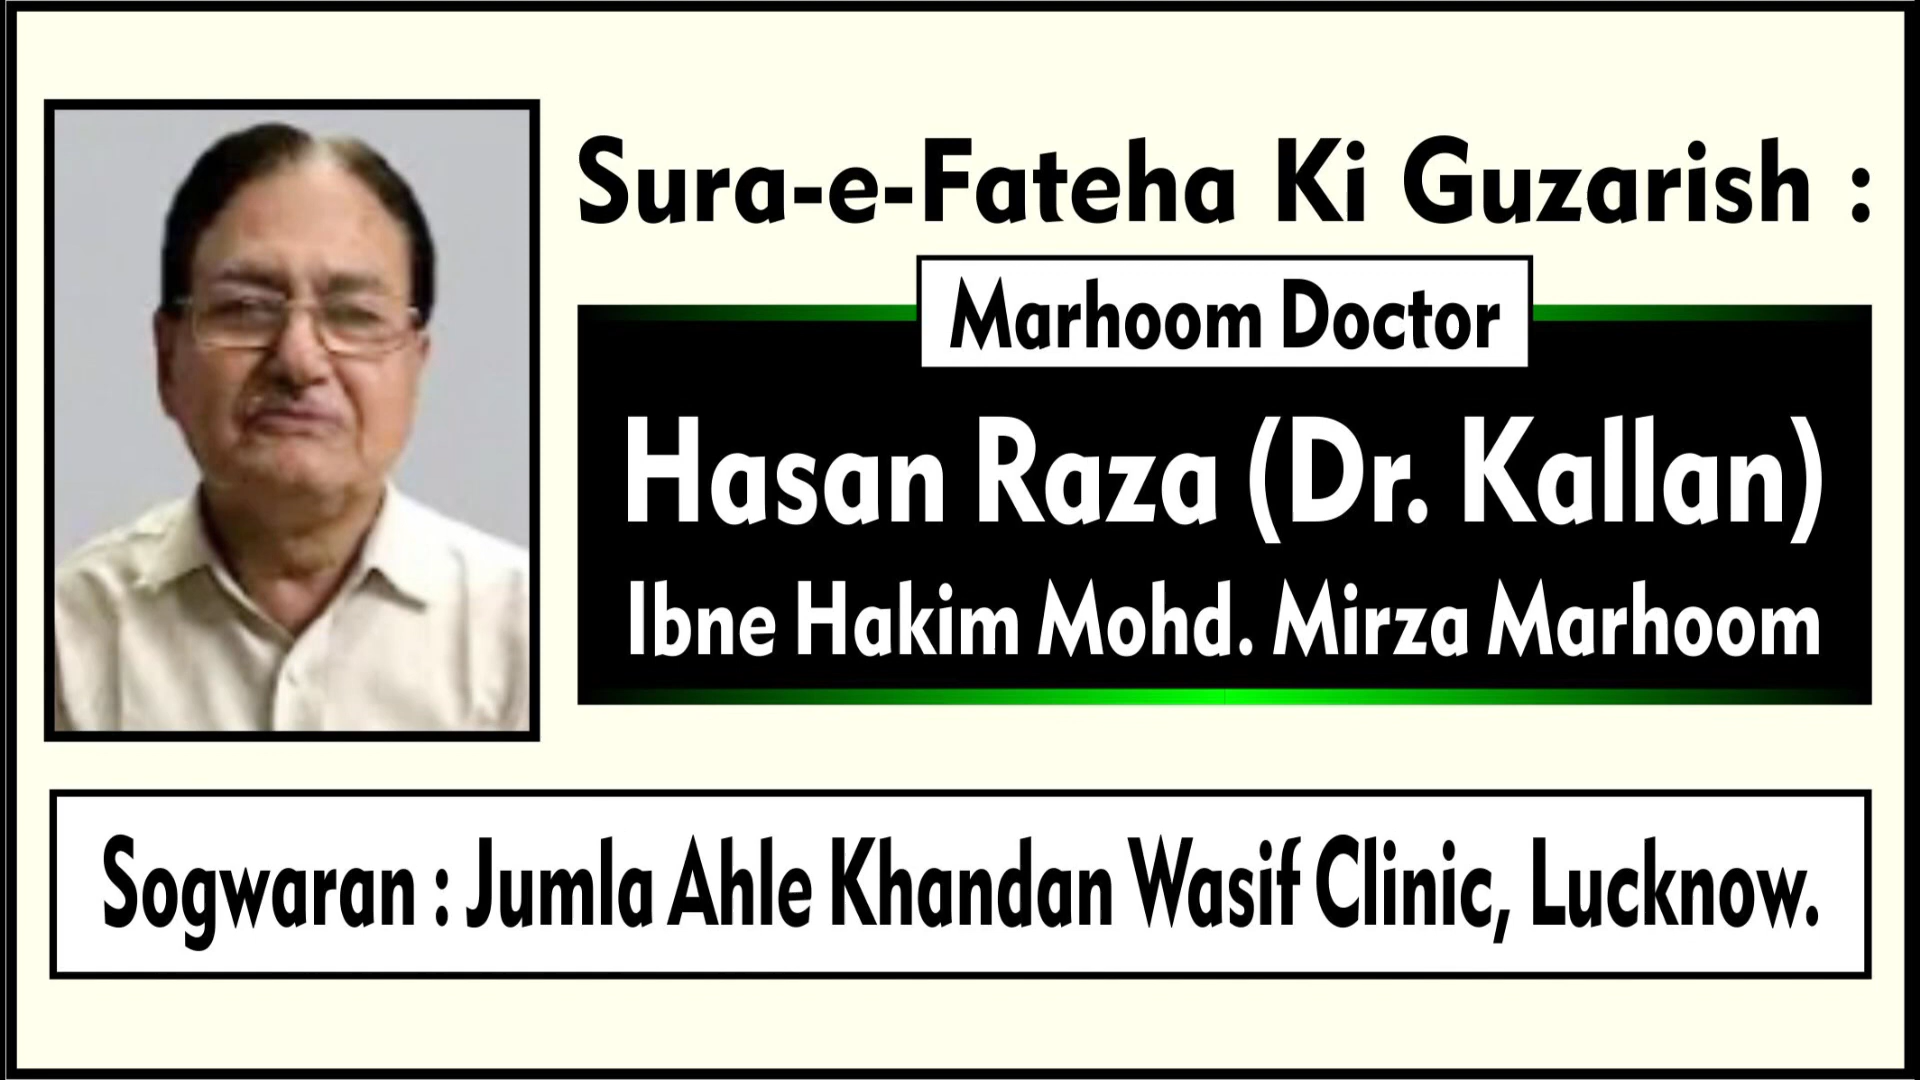 Sura-e-Fateha Ki Guzarish :
Marhoom Doctor
Hasan Raza (Dr. Kallan)
Ibne Hakim Mohd. Mirza Marhoom
Sogwaran : Jumla Ahle Khandan Wasif Clinic, Lucknow.